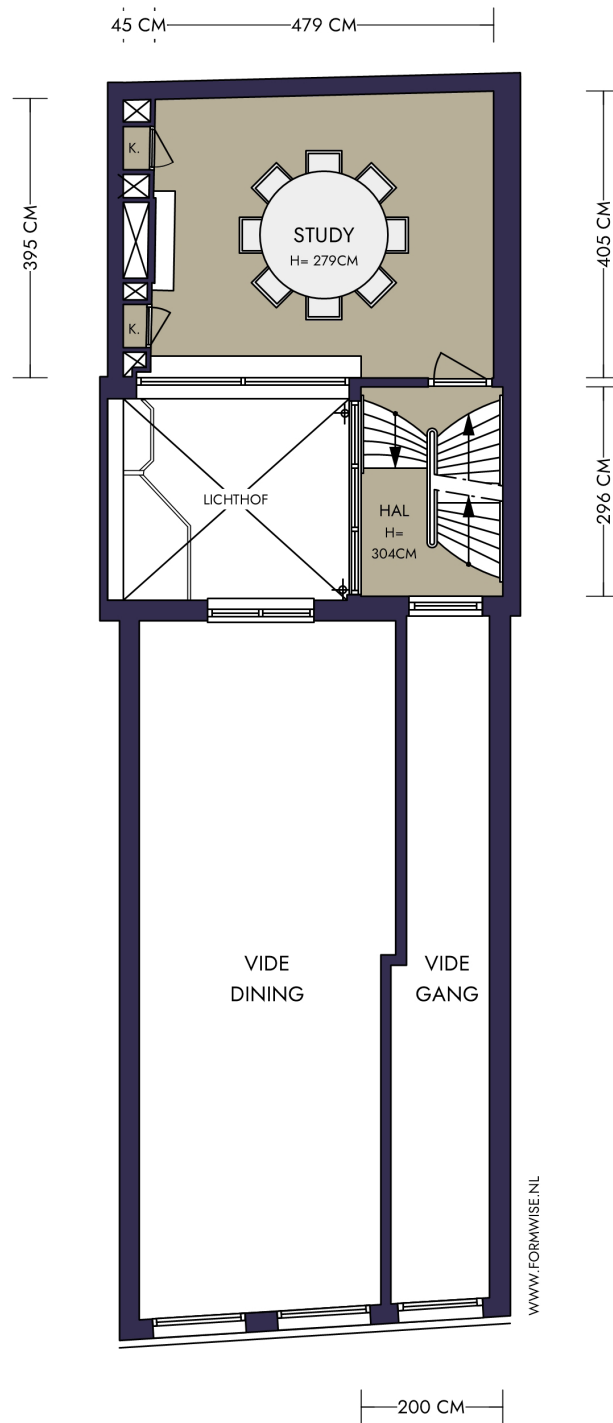 45 CM
479 CM
395 CM
405 CM
K.
STUDY
H= 279CM
K.
296 CM
LICHTHOF
HAL
H=
304CM
VIDE
DINING
VIDE
GANG
WWW.FORMWISE.NL
200 CM